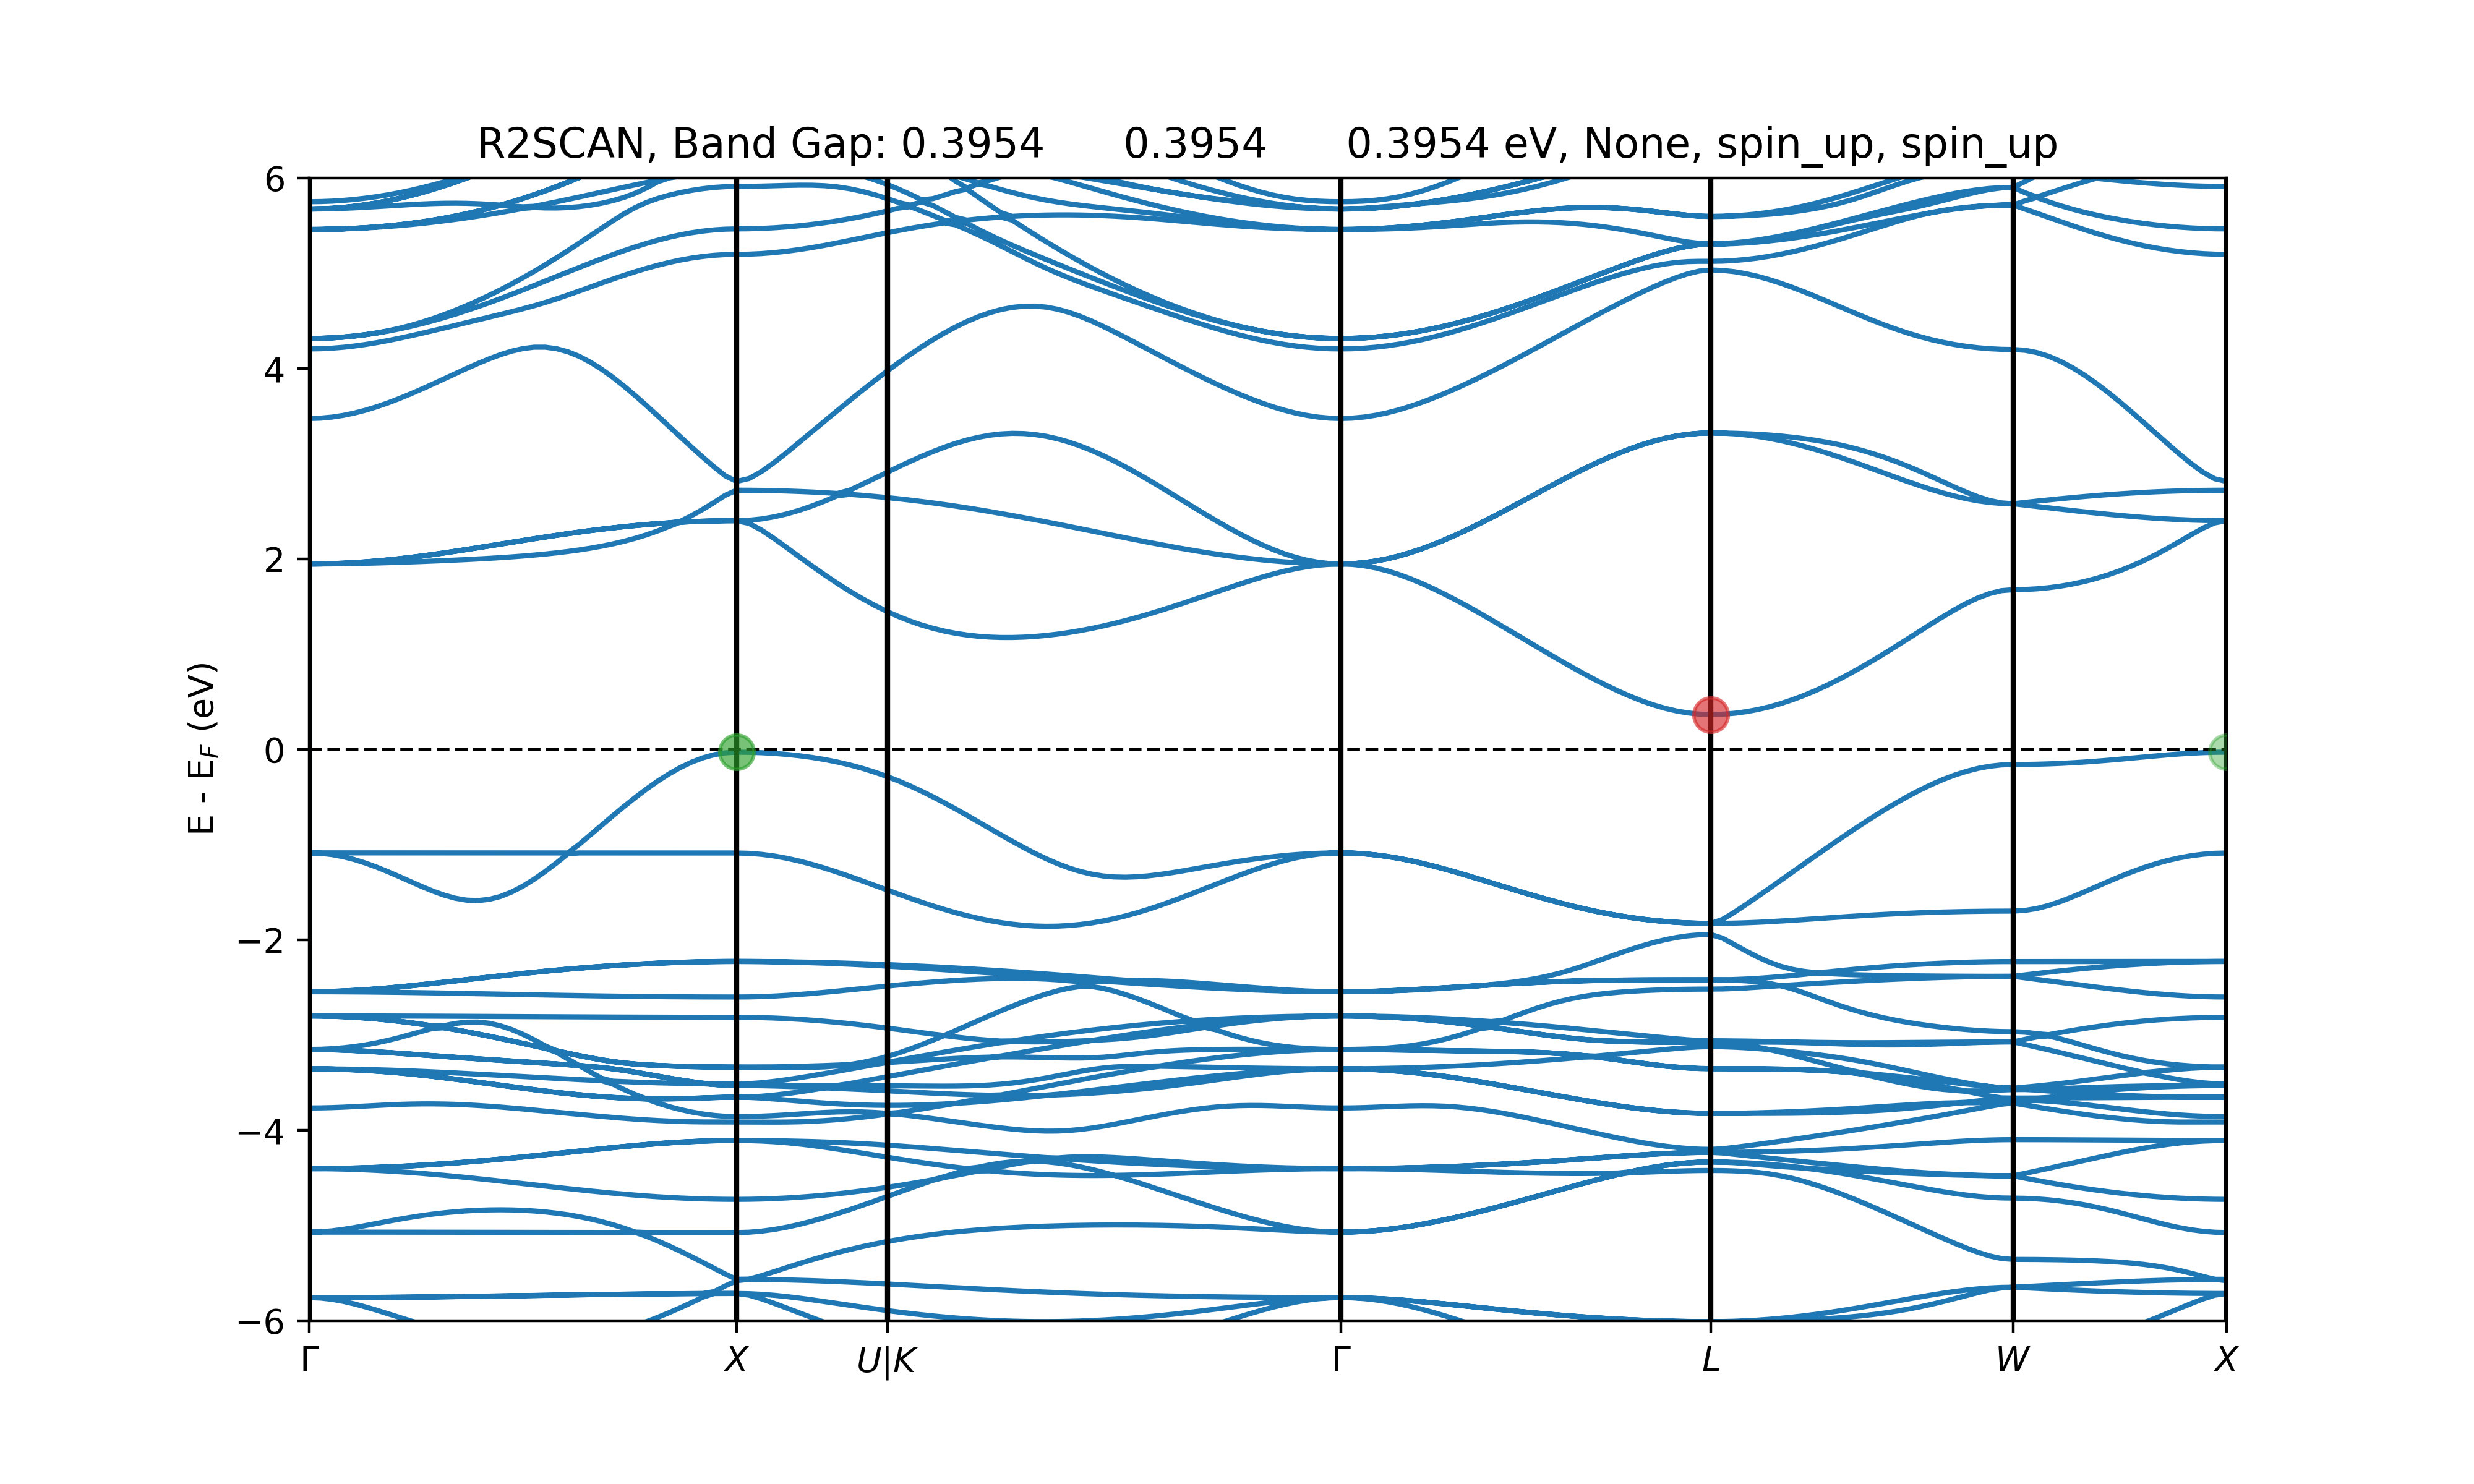 R2SCAN, Band Gap: 0.3954 0.3954 0.3954 eV, None, spin_up, spin_up
E - E_F (eV)
6
4
2
0
−2
−4
−6
Γ X U|K Γ L W X